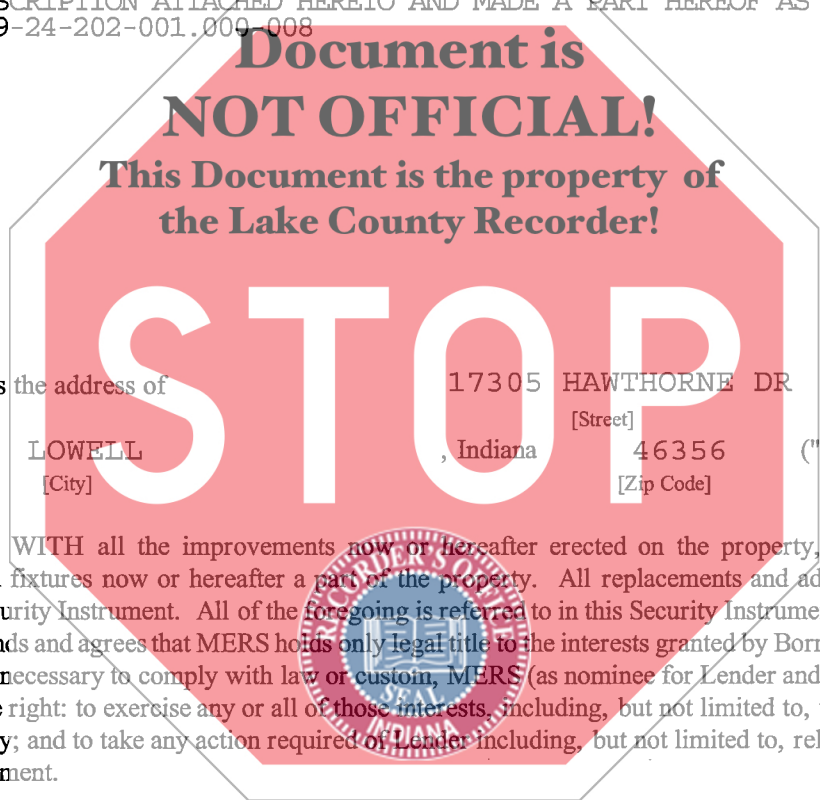 SCRIPTION ATTACHED HERETO AND MADE A PART HEREOF AS
9-24-202-001.000-008
Document is
NOT OFFICIAL!
This Document is the property of
the Lake County Recorder!
STOP
s the address of 17305 HAWTHORNE DR
[Street]
LOWELL , Indiana 46356 ("
[City] [Zip Code]
WITH all the improvements now or hereafter erected on the property,
fixtures now or hereafter a part of the property. All replacements and ad
urity Instrument. All of the foregoing is referred to in this Security Instrume
nds and agrees that MERS holds only legal title to the interests granted by Borr
necessary to comply with law or custom, MERS (as nominee for Lender and
e right: to exercise any or all of those interests, including, but not limited to,
y; and to take any action required of Lender including, but not limited to, rel
ment.
RECORDER'S OFFICE
SEAL
INDIANA